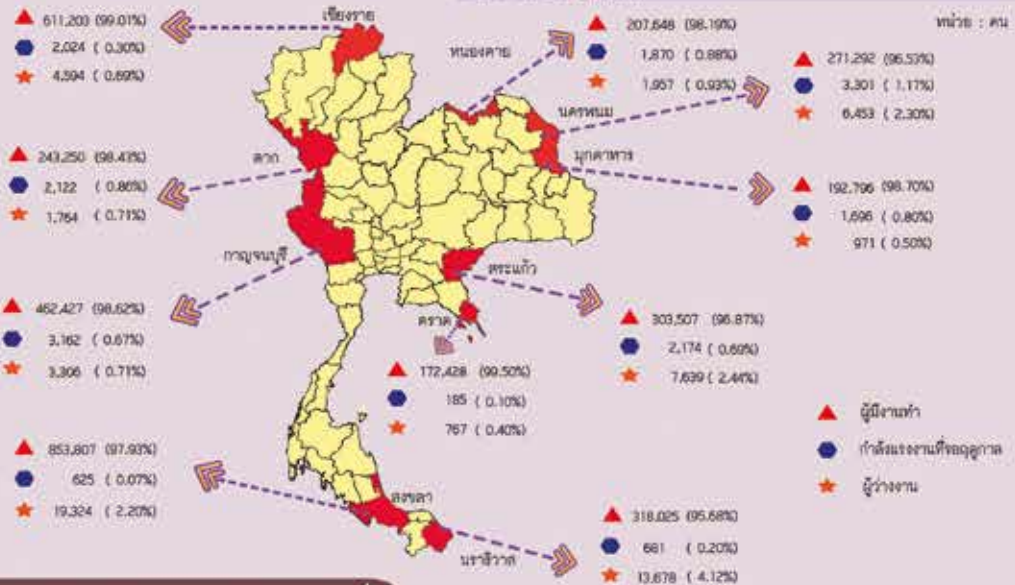 หน่วย : คน
เชียงราย
611,203 (99.01%)
2,024 ( 0.30%)
4,594 ( 0.69%)
หนองคาย
207,648 (98.19%)
1,870 ( 0.88%)
1,957 ( 0.93%)
นครพนม
271,292 (96.53%)
3,301 ( 1.17%)
6,453 ( 2.30%)
มุกดาหาร
192,796 (98.70%)
1,696 ( 0.80%)
971 ( 0.50%)
ตาก
243,250 (98.43%)
2,122 ( 0.86%)
1,764 ( 0.71%)
กาญจนบุรี
462,427 (98.62%)
3,162 ( 0.67%)
3,366 ( 0.71%)
สระแก้ว
303,507 (96.87%)
2,174 ( 0.69%)
7,639 ( 2.44%)
ตราด
172,428 (99.50%)
185 ( 0.10%)
767 ( 0.40%)
สงขลา
853,807 (97.93%)
625 ( 0.07%)
19,324 ( 2.20%)
นราธิวาส
318,025 (95.68%)
681 ( 0.20%)
13,678 ( 4.12%)
ผู้มีงานทำ
กำลังแรงงานที่รอฤดูกาล
ผู้ว่างงาน